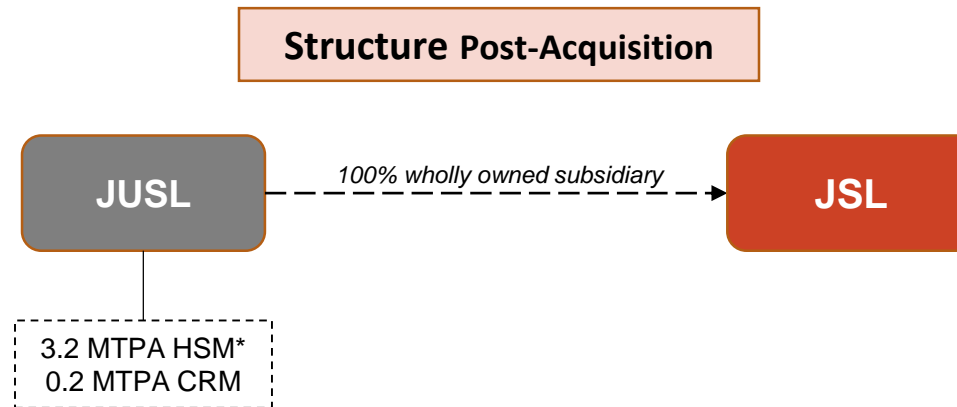 Structure Post-Acquisition
100% wholly owned subsidiary
JUSL
JSL
3.2 MTPA HSM*
0.2 MTPA CRM